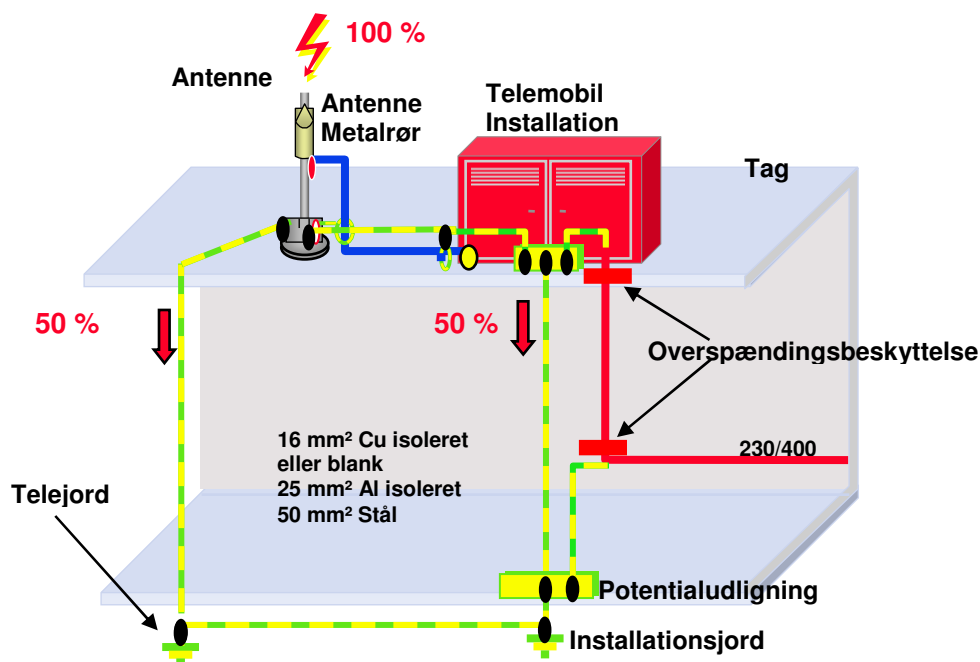 100 %
Antenne
Antenne
Metalrør
Telemobil
Installation
Tag
50 %
50 %
Overspændingsbeskyttelse
16 mm² Cu isoleret
eller blank
25 mm² Al isoleret
50 mm² Stål
230/400
Telejord
Potentialudligning
Installationsjord